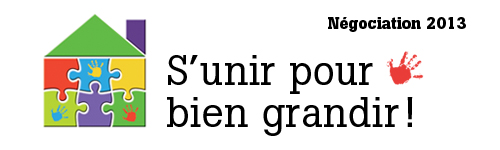 Négociation 2013
S'unir pour
bien grandir!